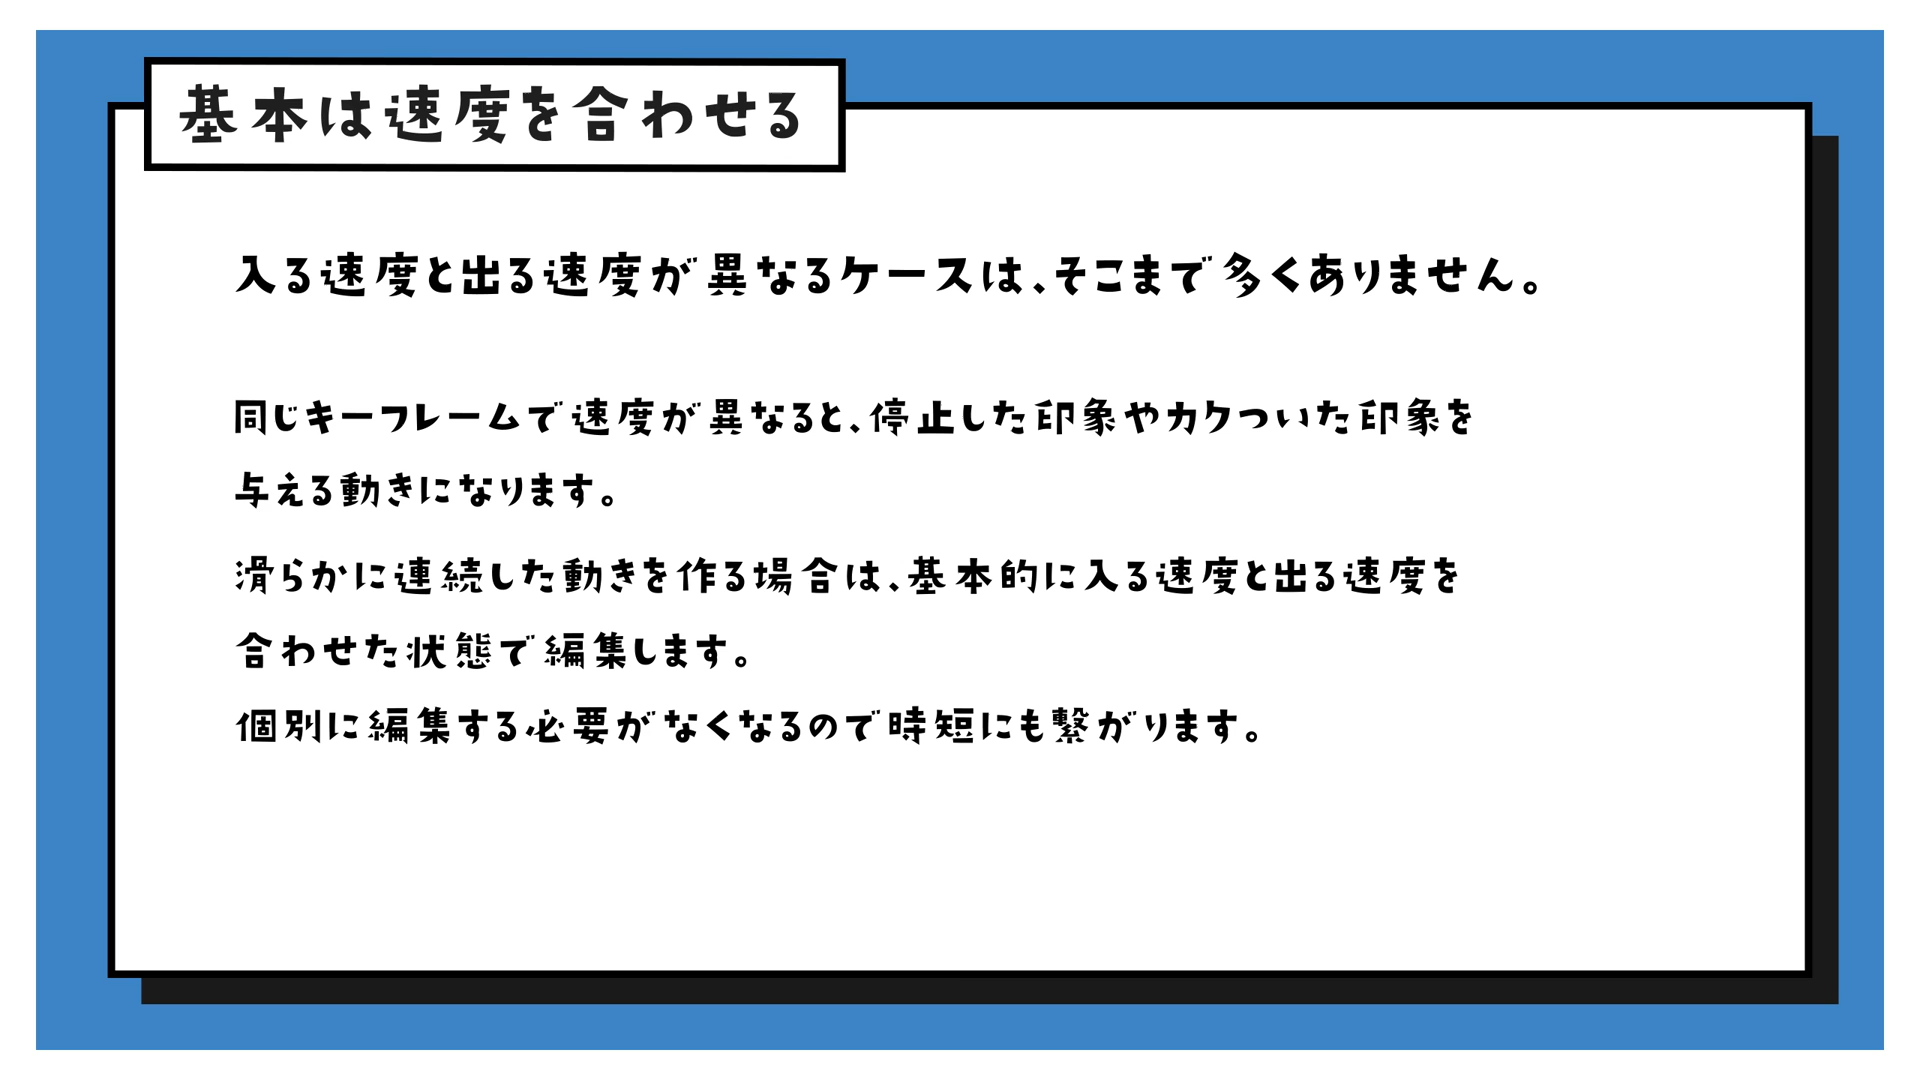 基本は速度を合わせる
入る速度と出る速度が異なるケースは、そこまで多くありません。
同じキーフレームで速度が異なると、停止した印象やカクついた印象を
与える動きになります。
滑らかに連続した動きを作る場合は、基本的に入る速度と出る速度を
合わせた状態で編集します。
個別に編集する必要がなくなるので時短にも繋がります。